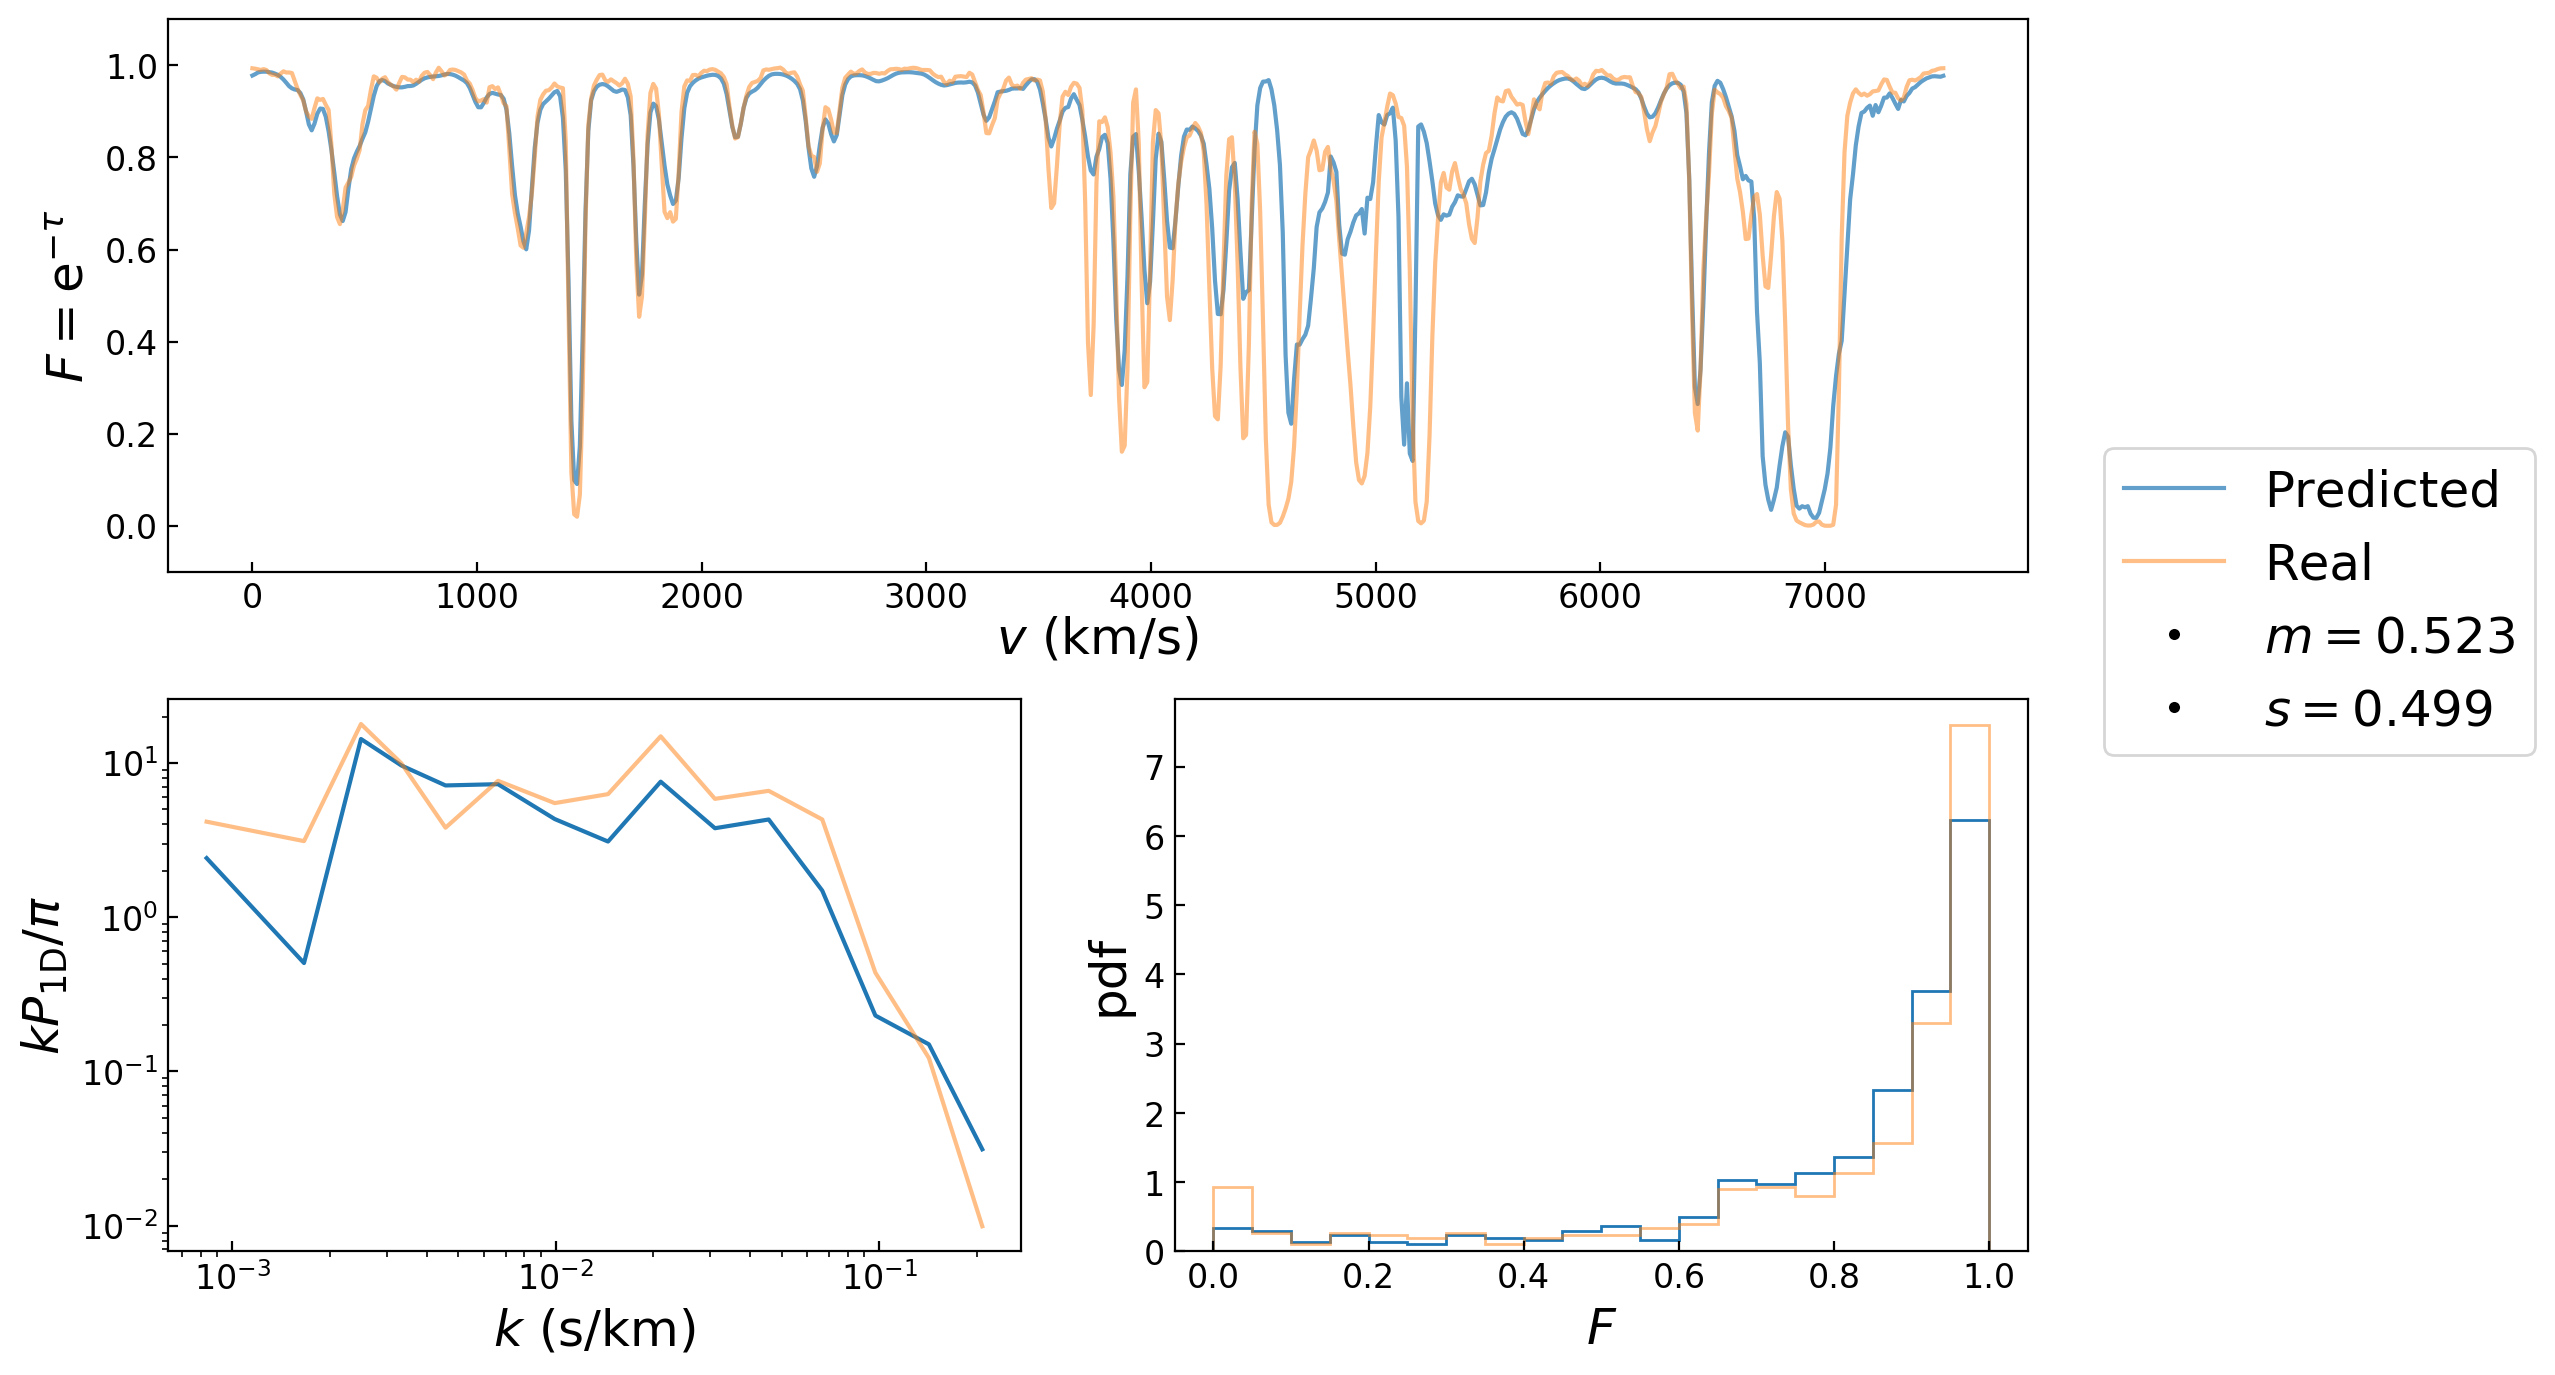 1.0
0.8
0.6
0.4
0.2
0.0
F = e^{-τ}
0 1000 2000 3000 4000 5000 6000 7000
v (km/s)
Predicted
Real
m = 0.523
s = 0.499
10^1
10^0
10^{-1}
10^{-2}
kP_{1D}/π
10^{-3} 10^{-2} 10^{-1}
k (s/km)
7
6
5
4
3
2
1
0
pdf
0.0 0.2 0.4 0.6 0.8 1.0
F